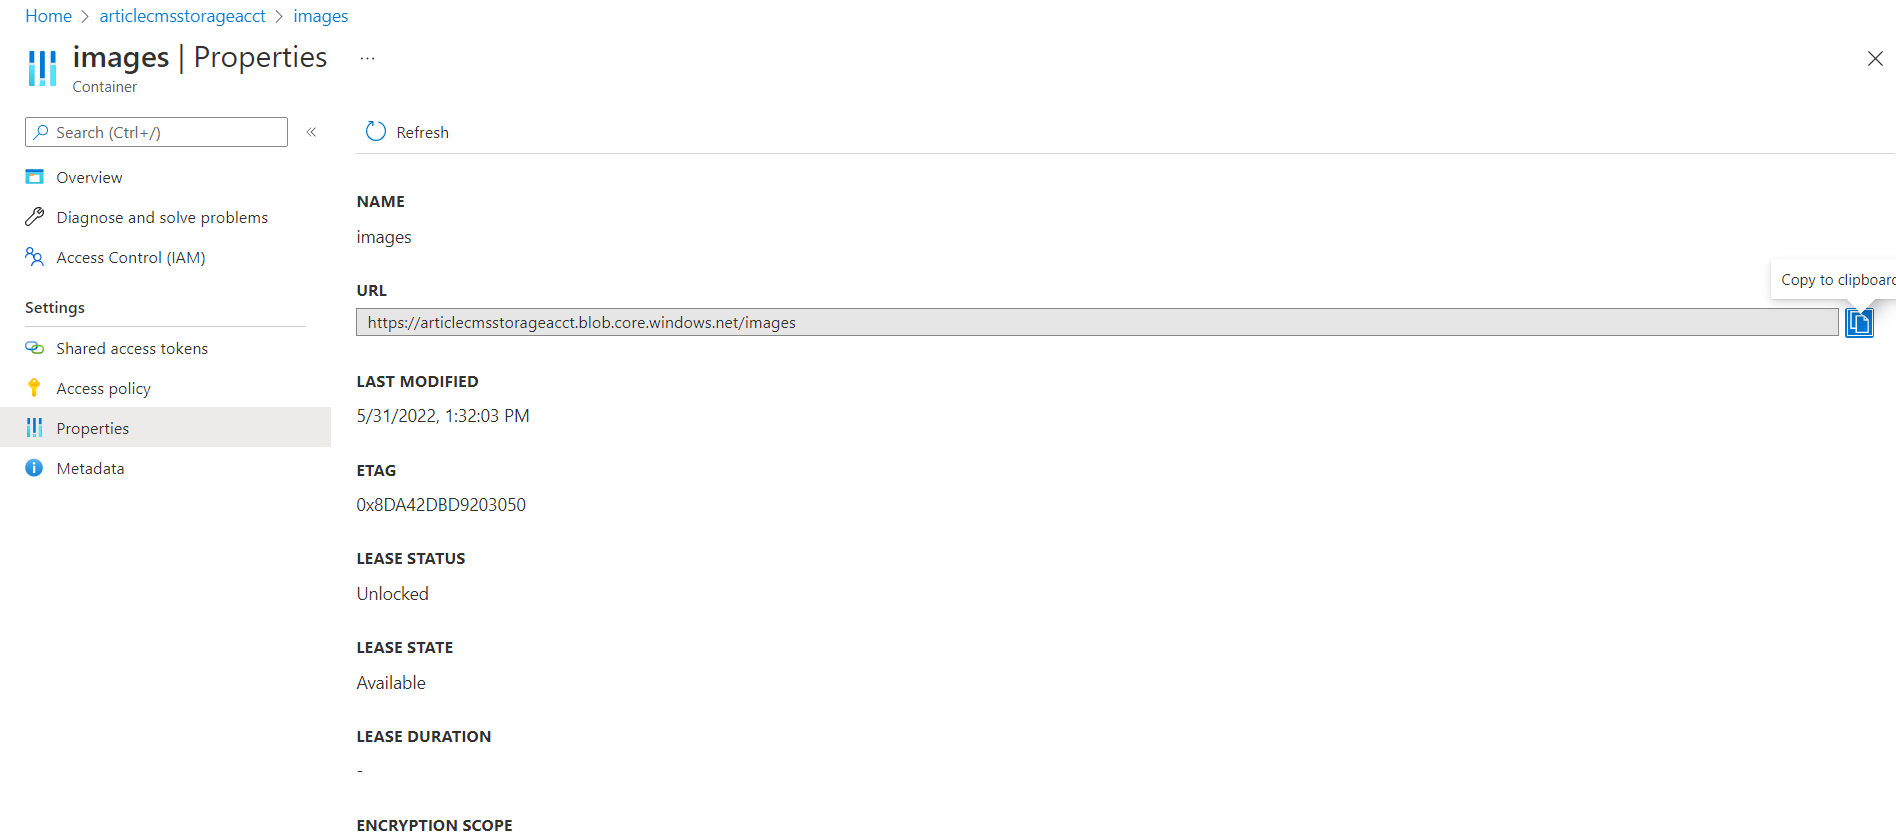 Home > articlecmsstorageacct > images
images | Properties ...
Container
Search (Ctrl+/)
«
Refresh
Overview
Diagnose and solve problems
Access Control (IAM)
Settings
Shared access tokens
Access policy
Properties
Metadata
NAME
images
URL
Copy to clipboard
https://articlecmsstorageacct.blob.core.windows.net/images
LAST MODIFIED
5/31/2022, 1:32:03 PM
ETAG
0x8DA42DBD9203050
LEASE STATUS
Unlocked
LEASE STATE
Available
LEASE DURATION
-
ENCRYPTION SCOPE